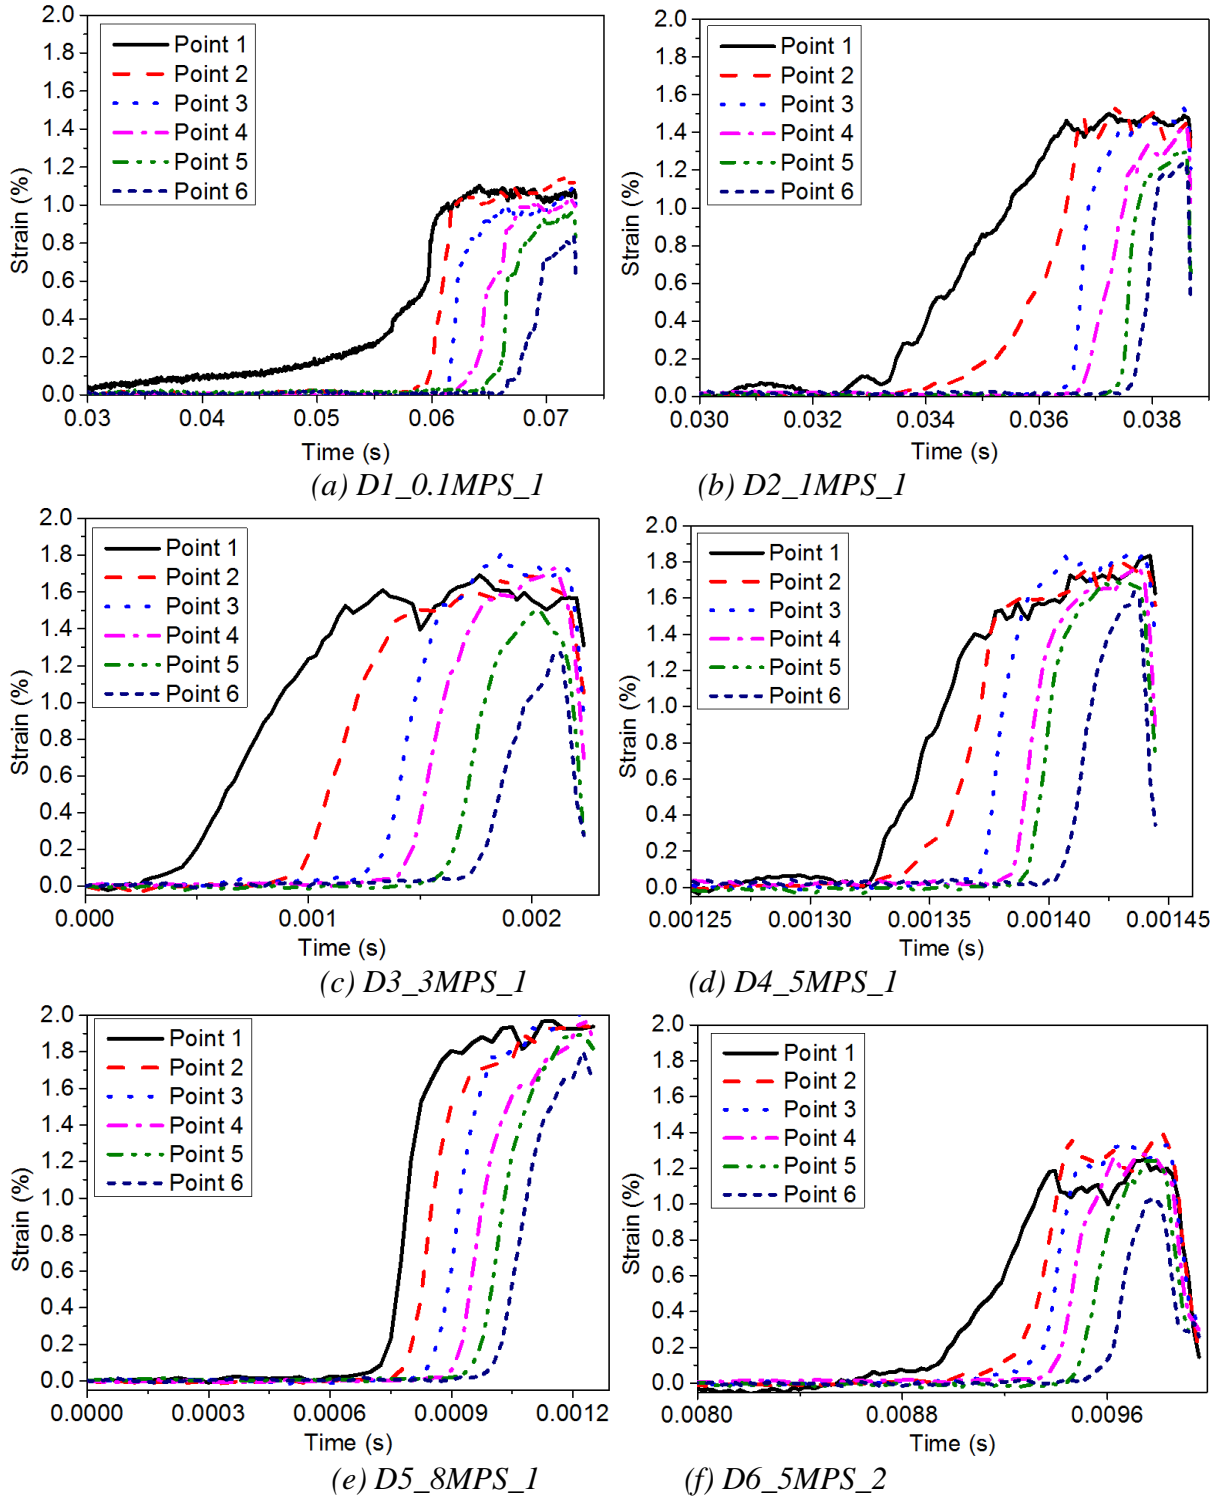 2.0
1.8
1.6
1.4
1.2
1.0
0.8
0.6
0.4
0.2
0.0
Strain (%)
Point 1
Point 2
Point 3
Point 4
Point 5
Point 6
0.03 0.04 0.05 0.06 0.07
Time (s)
(a) D1_0.1MPS_1
2.0
1.8
1.6
1.4
1.2
1.0
0.8
0.6
0.4
0.2
0.0
Strain (%)
Point 1
Point 2
Point 3
Point 4
Point 5
Point 6
0.030 0.032 0.034 0.036 0.038
Time (s)
(b) D2_1MPS_1
2.0
1.8
1.6
1.4
1.2
1.0
0.8
0.6
0.4
0.2
0.0
Strain (%)
Point 1
Point 2
Point 3
Point 4
Point 5
Point 6
0.000 0.001 0.002
Time (s)
(c) D3_3MPS_1
2.0
1.8
1.6
1.4
1.2
1.0
0.8
0.6
0.4
0.2
0.0
Strain (%)
Point 1
Point 2
Point 3
Point 4
Point 5
Point 6
0.00125 0.00130 0.00135 0.00140 0.00145
Time (s)
(d) D4_5MPS_1
2.0
1.8
1.6
1.4
1.2
1.0
0.8
0.6
0.4
0.2
0.0
Strain (%)
Point 1
Point 2
Point 3
Point 4
Point 5
Point 6
0.0000 0.0003 0.0006 0.0009 0.0012
Time (s)
(e) D5_8MPS_1
2.0
1.8
1.6
1.4
1.2
1.0
0.8
0.6
0.4
0.2
0.0
Strain (%)
Point 1
Point 2
Point 3
Point 4
Point 5
Point 6
0.0080 0.0088 0.0096
Time (s)
(f) D6_5MPS_2